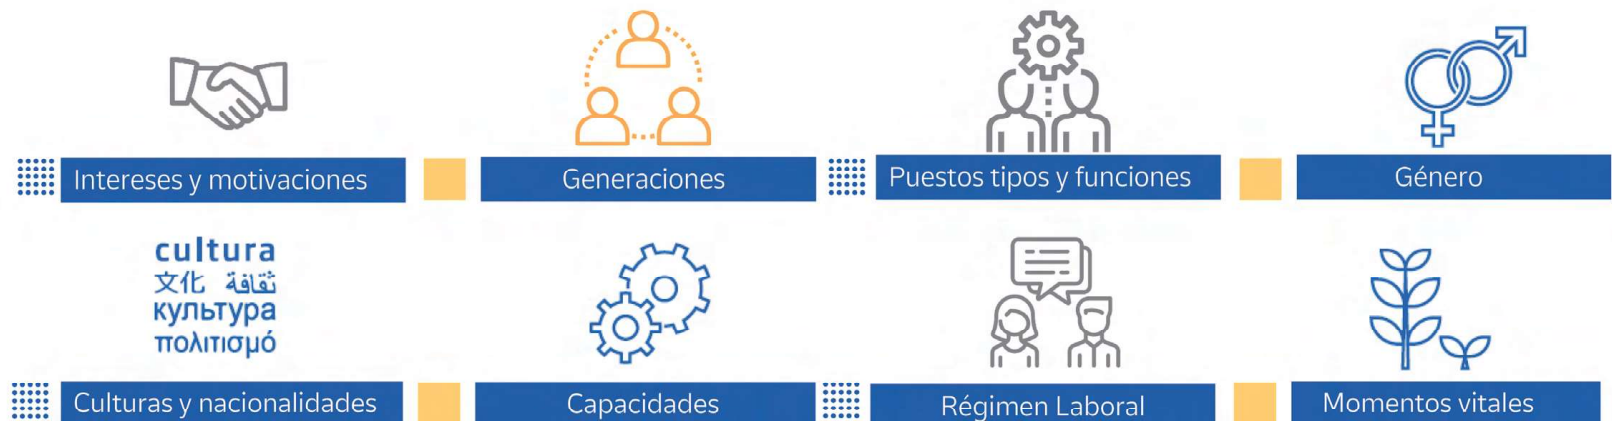 Intereses y motivaciones
Generaciones
Puestos tipos y funciones
Género
cultura
文化 ثقافة
культура
πολιτισμό
Culturas y nacionalidades
Capacidades
Régimen Laboral
Momentos vitales